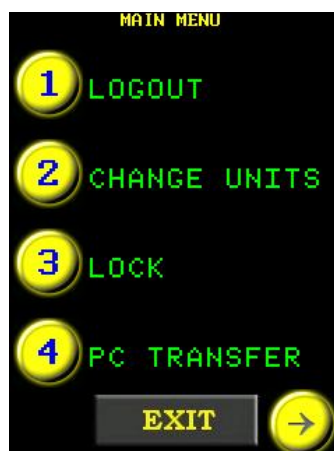 MAIN MENU
1 LOGOUT
2 CHANGE UNITS
3 LOCK
4 PC TRANSFER
EXIT →